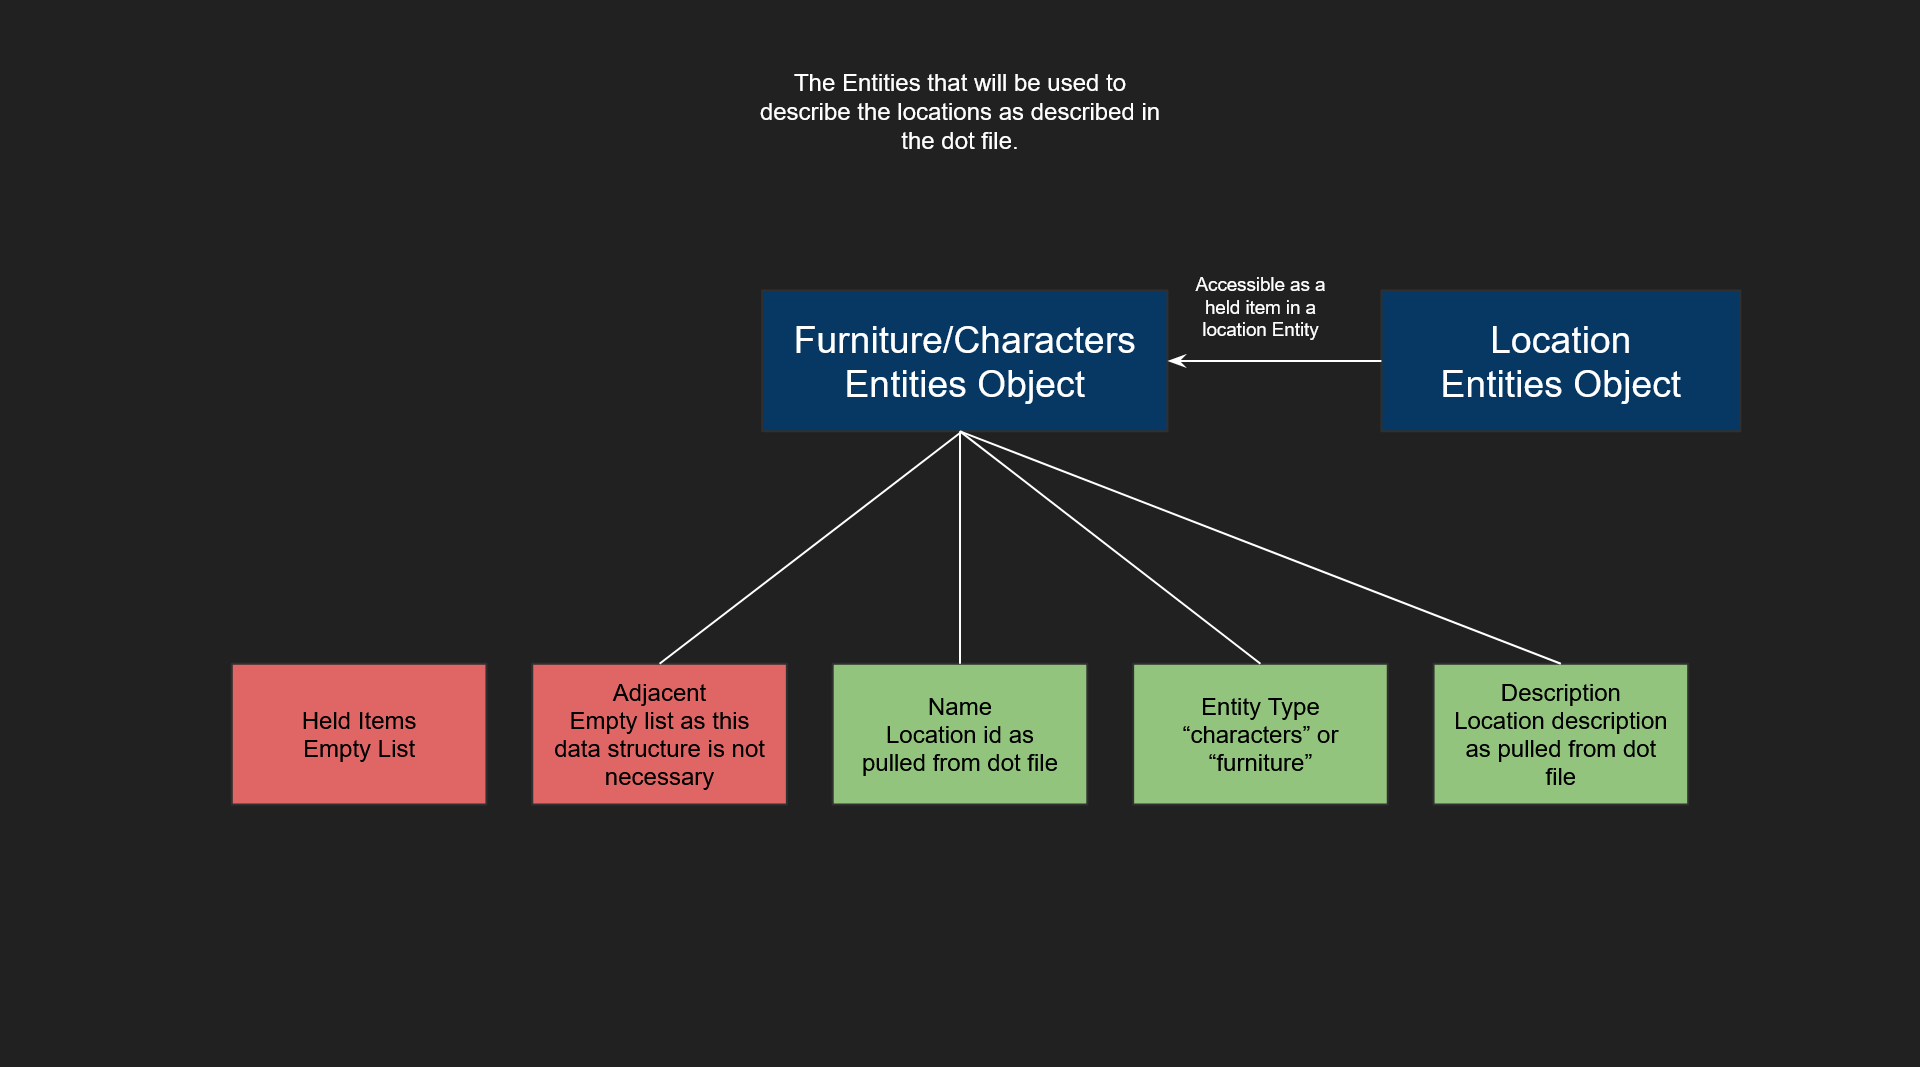 The Entities that will be used to
describe the locations as described in
the dot file.
Accessible as a
held item in a
location Entity
Furniture/Characters
Entities Object
Location
Entities Object
Held Items
Empty List
Adjacent
Empty list as this
data structure is not
necessary
Name
Location id as
pulled from dot file
Entity Type
“characters” or
“furniture”
Description
Location description
as pulled from dot
file